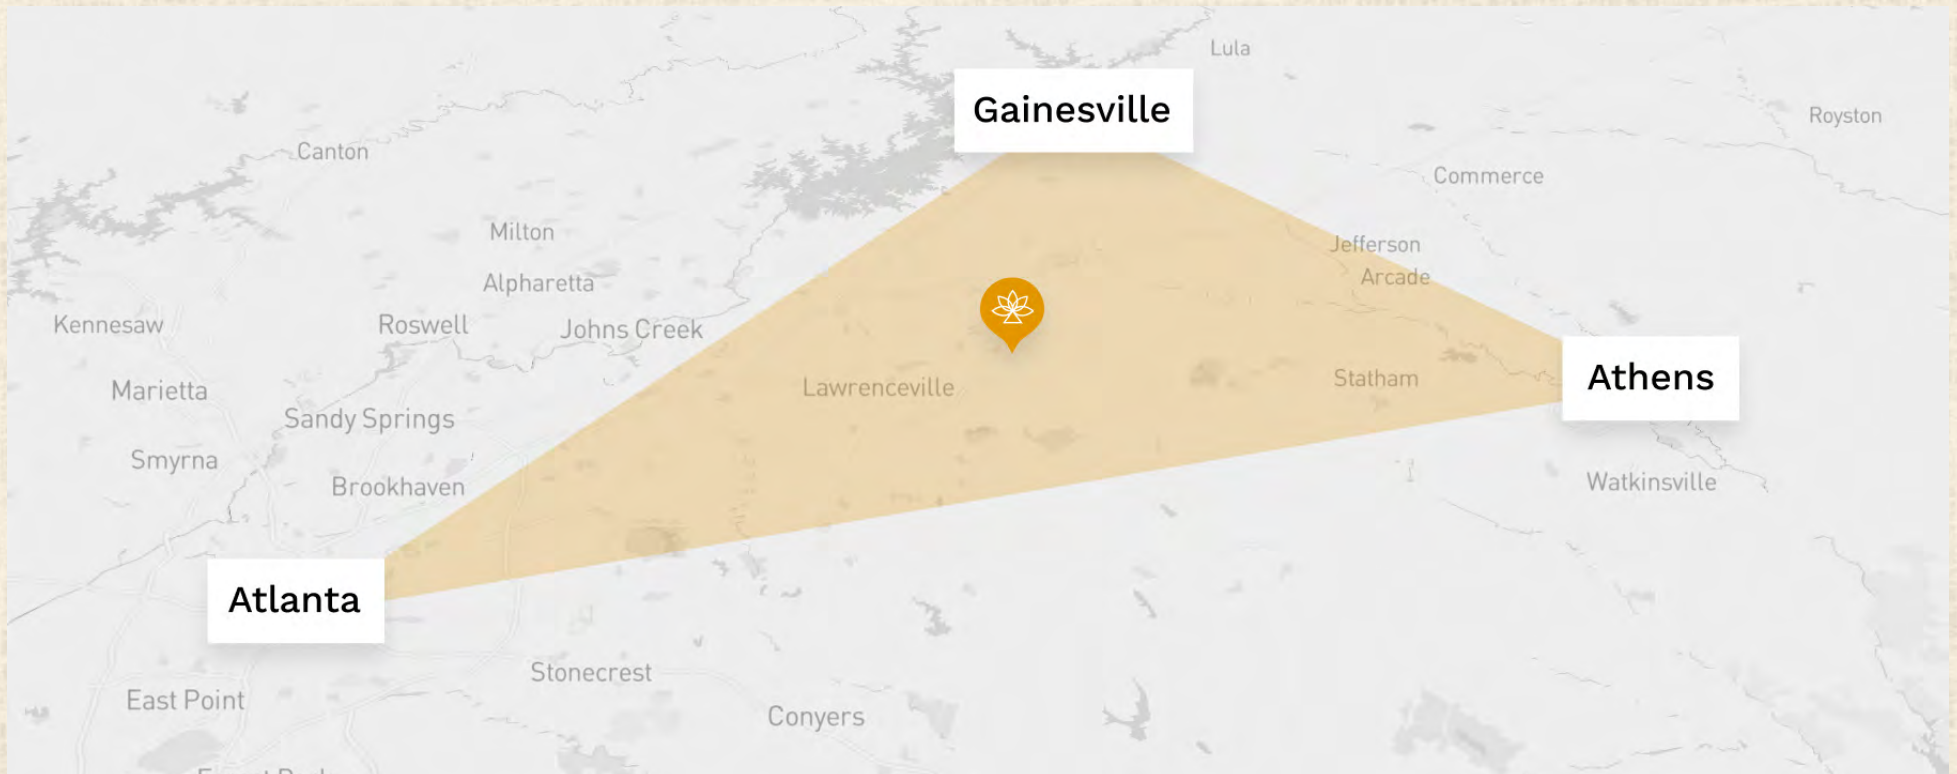 Lula
Gainesville
Royston
Canton
Commerce
Milton
Jefferson
Alpharetta
Arcade
Kennesaw
Roswell
Johns Creek
Marietta
Lawrenceville
Statham
Athens
Sandy Springs
Smyrna
Brookhaven
Watkinsville
Atlanta
Stonecrest
East Point
Conyers